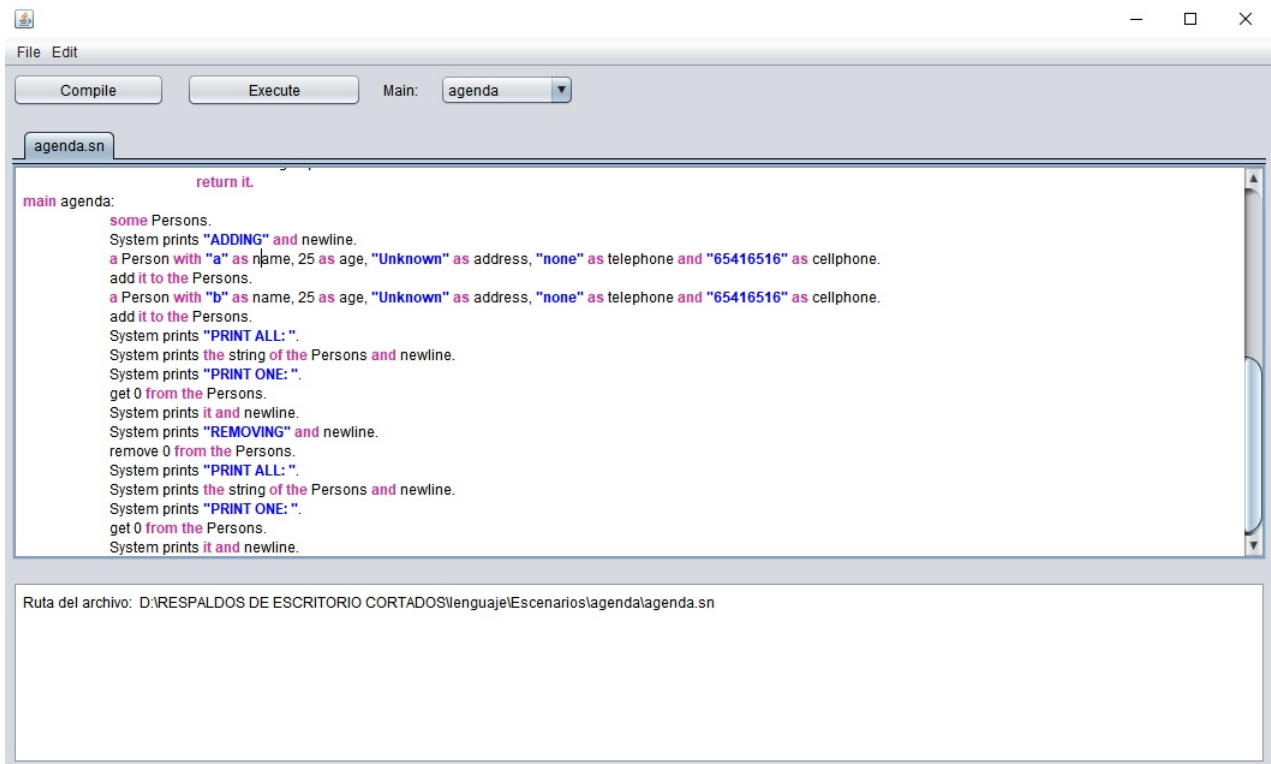 File Edit
Compile Execute Main: agenda
agenda.sn
return it.
main agenda:
some Persons.
System prints "ADDING" and newline.
a Person with "a" as name, 25 as age, "Unknown" as address, "none" as telephone and "65416516" as cellphone.
add it to the Persons.
a Person with "b" as name, 25 as age, "Unknown" as address, "none" as telephone and "65416516" as cellphone.
add it to the Persons.
System prints "PRINT ALL: ".
System prints the string of the Persons and newline.
System prints "PRINT ONE: ".
get 0 from the Persons.
System prints it and newline.
System prints "REMOVING" and newline.
remove 0 from the Persons.
System prints "PRINT ALL: ".
System prints the string of the Persons and newline.
System prints "PRINT ONE: ".
get 0 from the Persons.
System prints it and newline.
Ruta del archivo: D:\RESPALDOS DE ESCRITORIO CORTADOS\lenguaje\Escenarios\agenda\agenda.sn